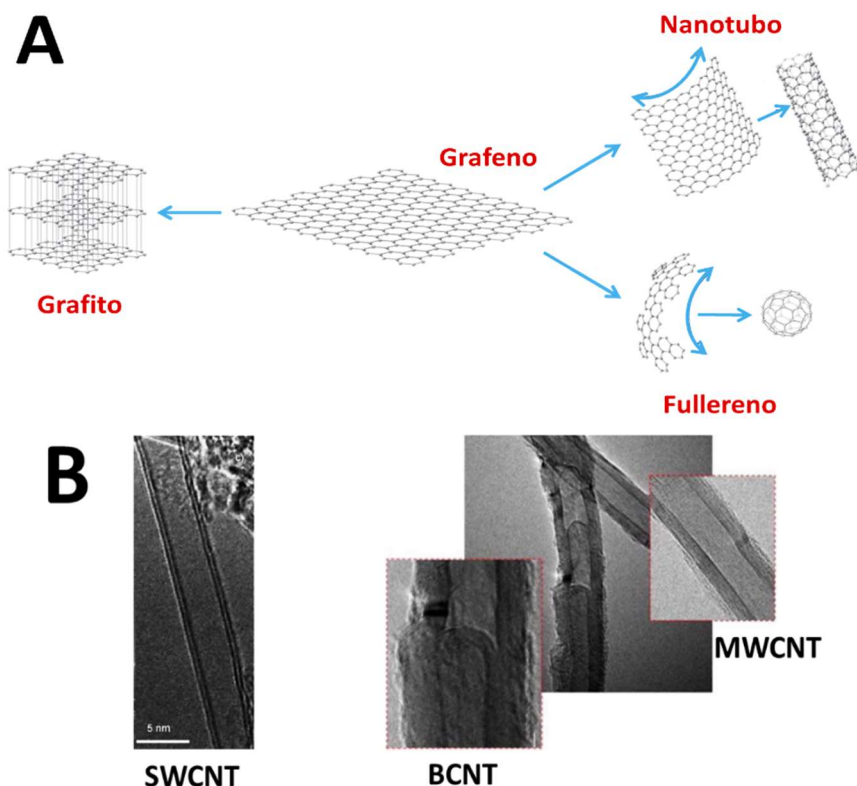 A
Nanotubo
Grafeno
Grafito
Fullereno
B
5 nm
SWCNT
BCNT
MWCNT